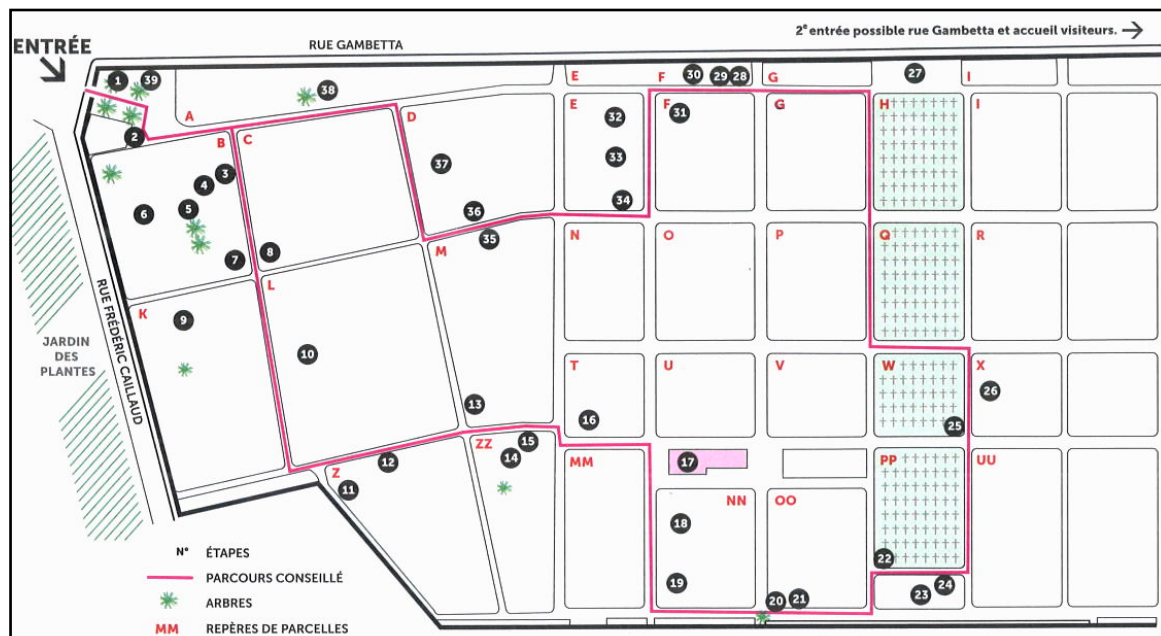 2e entrée possible rue Gambetta et accueil visiteurs.
ENTRÉE
RUE GAMBETTA
1
39
38
E
F
30
29
28
G
27
I
A
2
B
C
D
E
32
F
31
G
H
I
3
4
5
6
7
8
37
33
34
36
35
M
N
O
P
Q
R
K
L
9
10
JARDIN
DES
PLANTES
RUE FRÉDÉRIC CAILLAUD
T
U
V
W
X
26
16
25
13
ZZ
15
14
MM
17
PP
UU
Z
12
11
NN
OO
18
19
20
21
22
23
24
N° ÉTAPES
PARCOURS CONSEILLÉ
ARBRES
MM REPÈRES DE PARCELLES